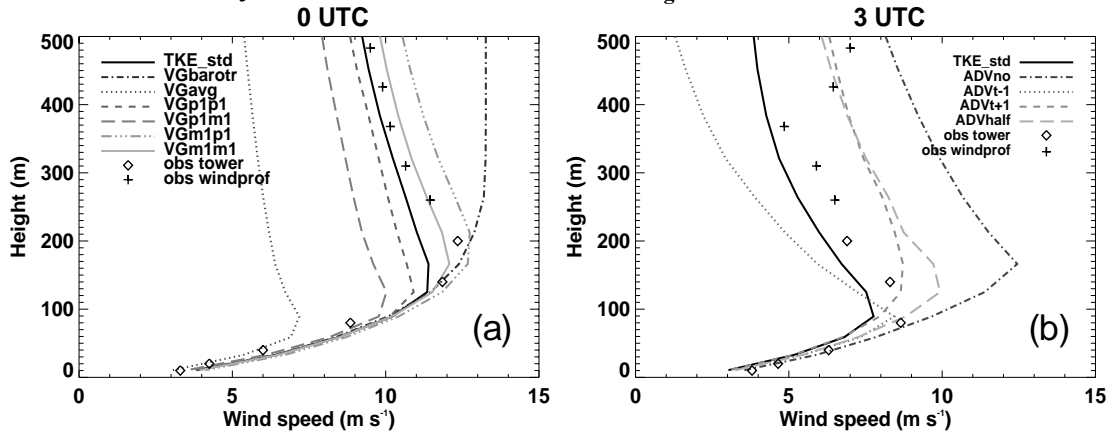 0 UTC
500
400
300
200
100
0
Height (m)
TKE_std
VGbarotr
VGavg
VGp1p1
VGp1m1
VGm1p1
VGm1m1
obs tower
obs windprof
(a)
0 5 10 15
Wind speed (m s-1)
3 UTC
500
400
300
200
100
0
Height (m)
TKE_std
ADVno
ADVt-1
ADVt+1
ADVhalf
obs tower
obs windprof
(b)
0 5 10 15
Wind speed (m s-1)